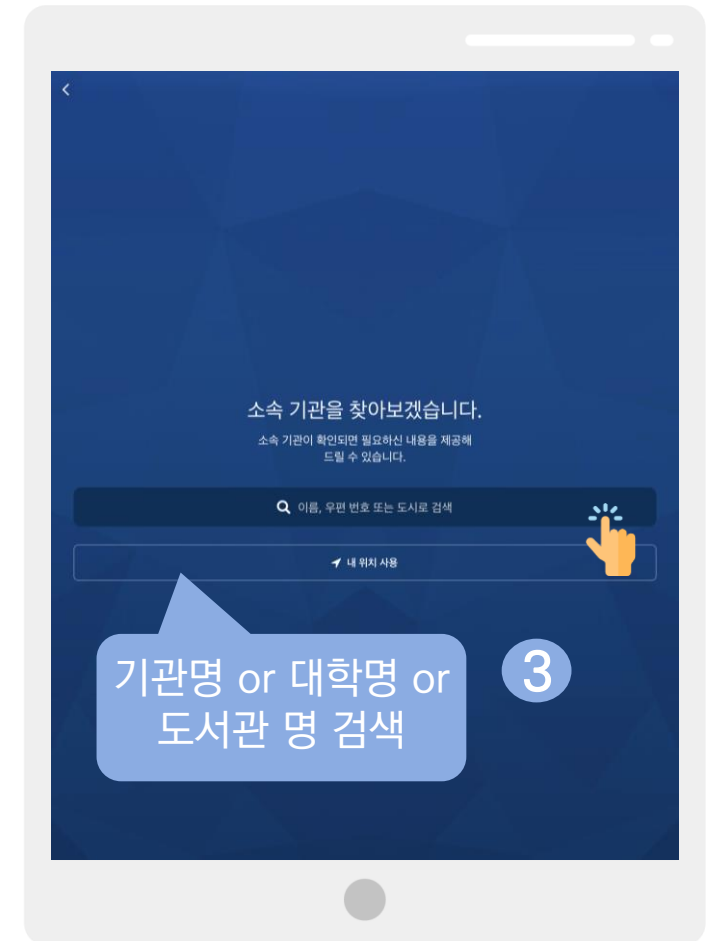 소속 기관을 찾아보겠습니다.
소속 기관이 확인되면 필요하신 내용을 제공해
드릴 수 있습니다.
이름, 우편 번호 또는 도시로 검색
내 위치 사용
기관명 or 대학명 or
도서관 명 검색
3